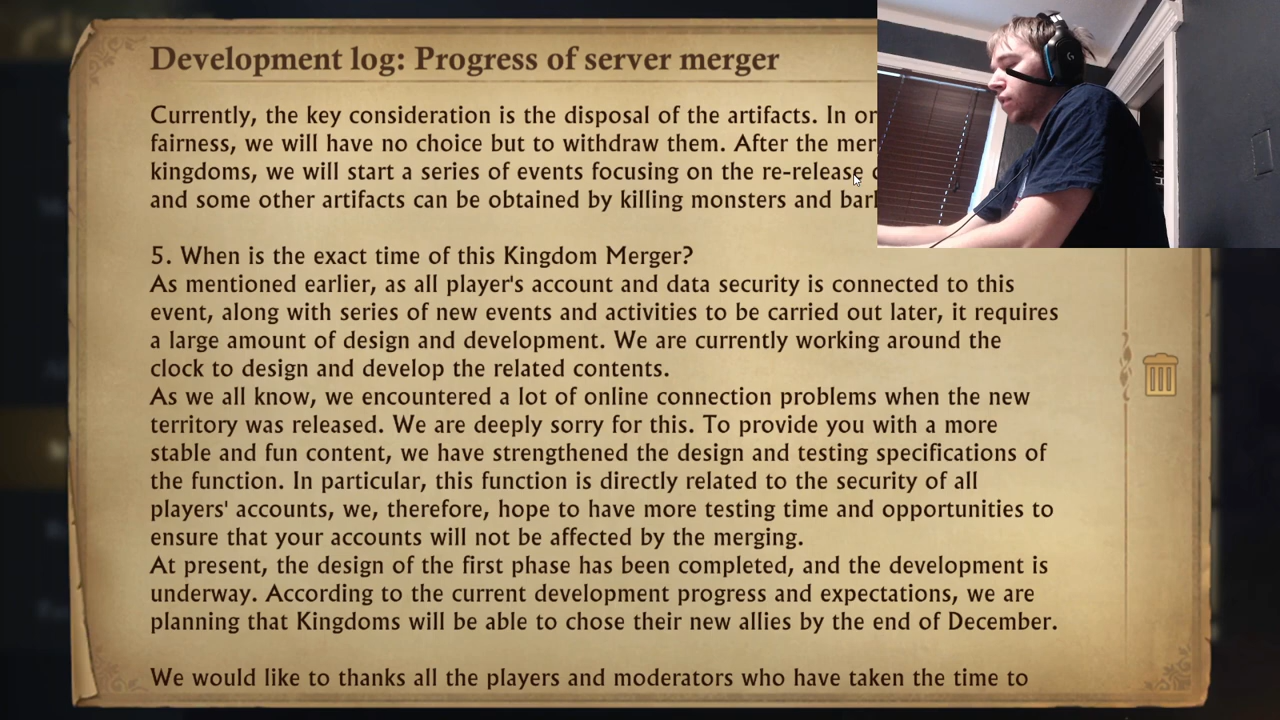 Development log: Progress of server merger
Currently, the key consideration is the disposal of the artifacts. In
fairness, we will have no choice but to withdraw them. After the
kingdoms, we will start a series of events focusing on the re-release
and some other artifacts can be obtained by killing monsters and
5. When is the exact time of this Kingdom Merger?
As mentioned earlier, as all player's account and data security is connected to this
event, along with series of new events and activities to be carried out later, it requires
a large amount of design and development. We are currently working around the
clock to design and develop the related contents.
As we all know, we encountered a lot of online connection problems when the new
territory was released. We are deeply sorry for this. To provide you with a more
stable and fun content, we have strengthened the design and testing specifications of
the function. In particular, this function is directly related to the security of all
players' accounts, we, therefore, hope to have more testing time and opportunities to
ensure that your accounts will not be affected by the merging.
At present, the design of the first phase has been completed, and the development is
underway. According to the current development progress and expectations, we are
planning that Kingdoms will be able to chose their new allies by the end of December.
We would like to thanks all the players and moderators who have taken the time to